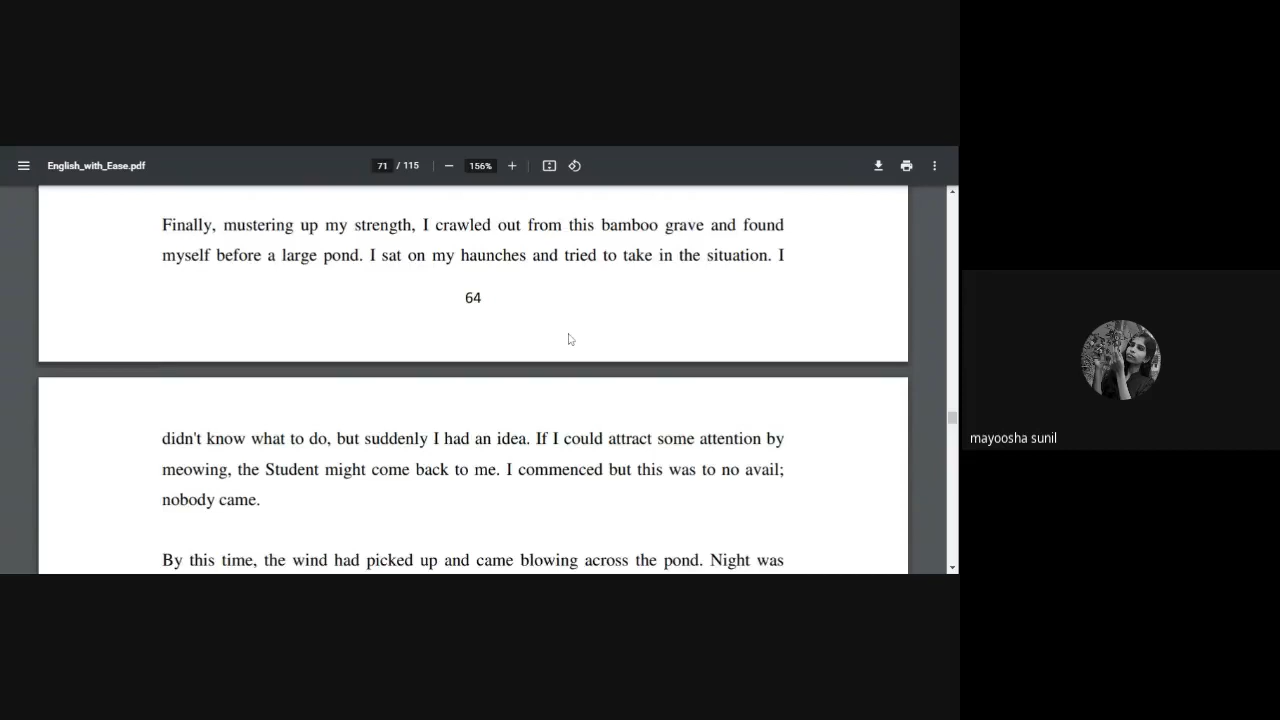 English_with_Ease.pdf
71 / 115
156%
Finally, mustering up my strength, I crawled out from this bamboo grave and found
myself before a large pond. I sat on my haunches and tried to take in the situation. I
64
didn't know what to do, but suddenly I had an idea. If I could attract some attention by
meowing, the Student might come back to me. I commenced but this was to no avail;
nobody came.
By this time, the wind had picked up and came blowing across the pond. Night was
mayoosha sunil